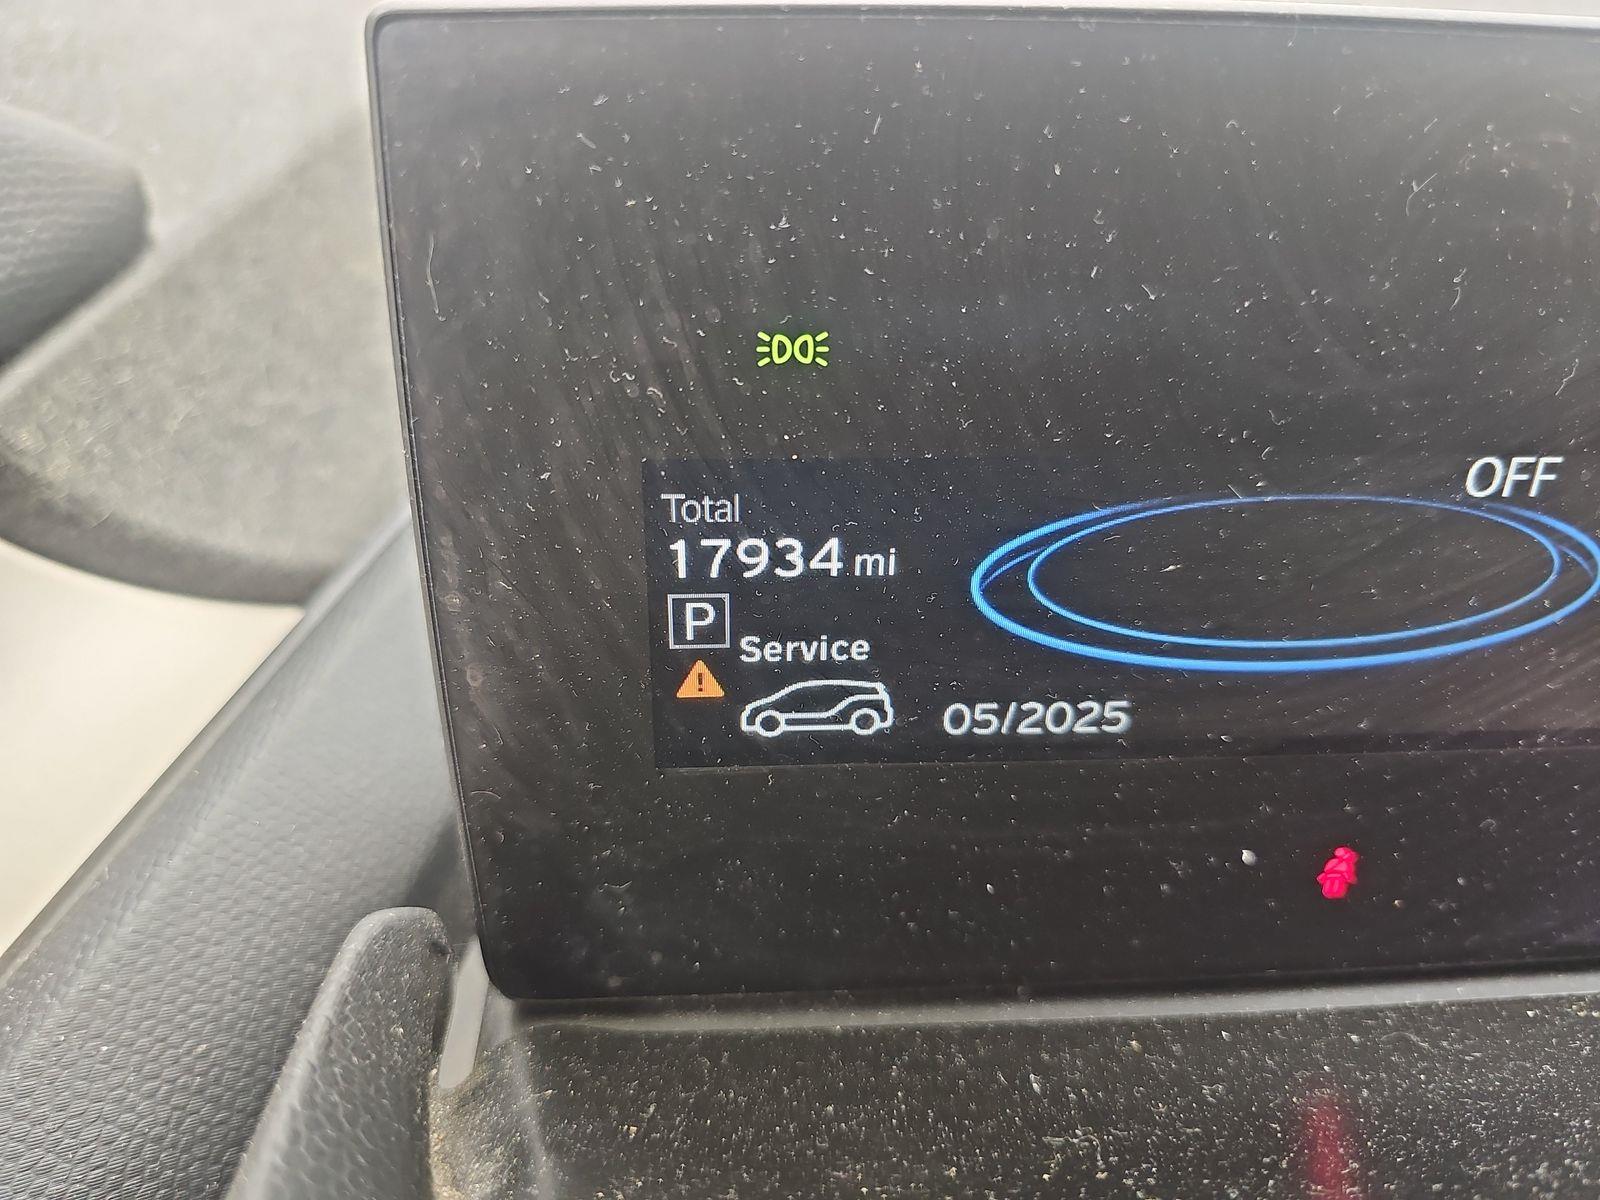 OFF
Total
17934 mi
P
Service
05/2025